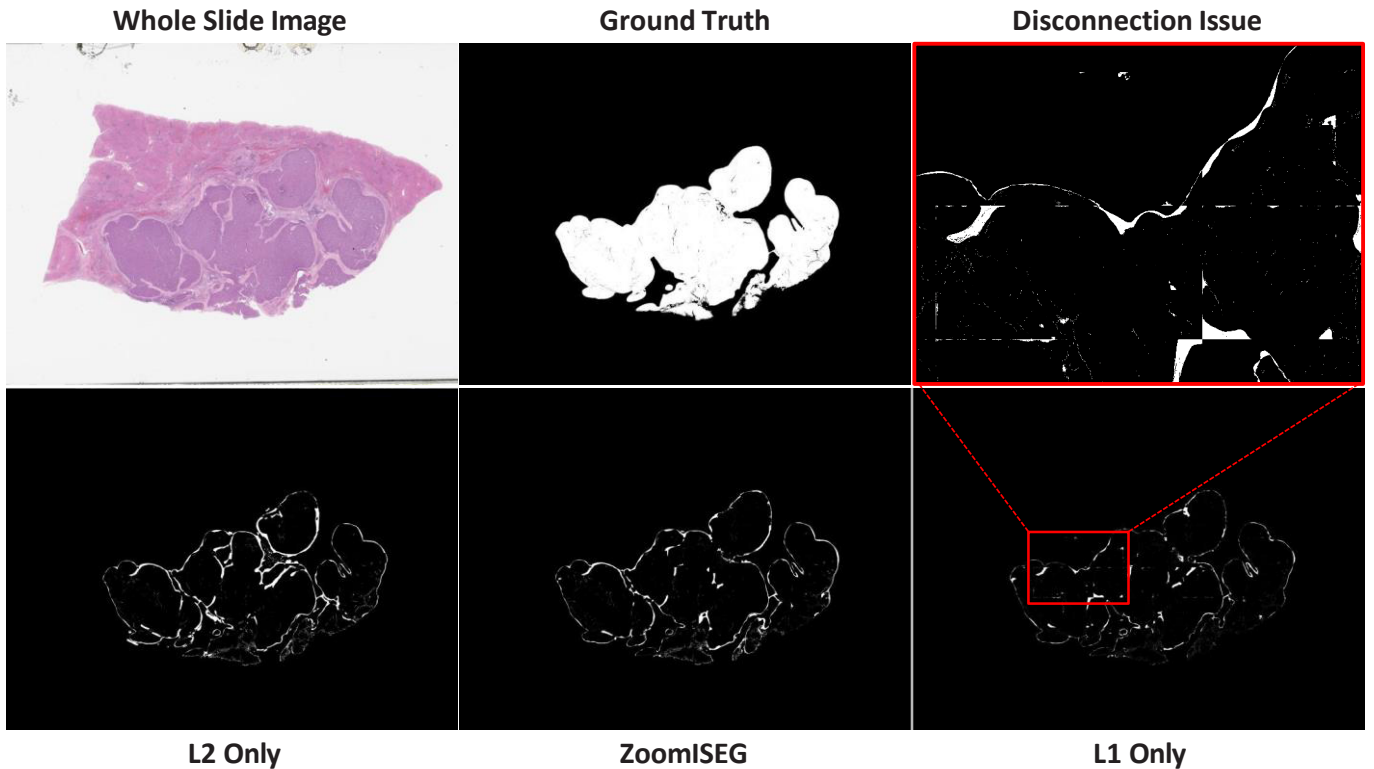 Whole Slide Image
Ground Truth
Disconnection Issue
L2 Only
ZoomISEG
L1 Only